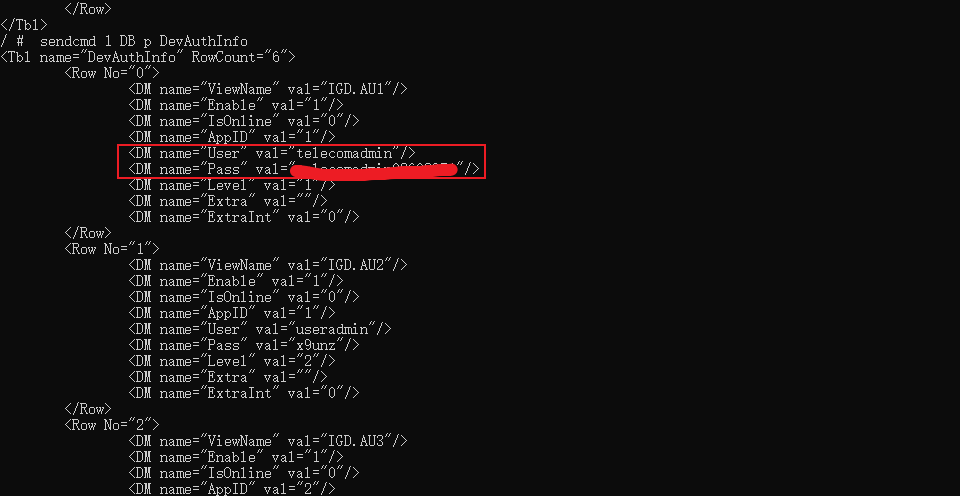 </Row>
</Tbl>
/ # sendcmd 1 DB p DevAuthInfo
<Tbl name="DevAuthInfo" RowCount="6">
<Row No="0">
<DM name="ViewName" val="IGD.AU1"/>
<DM name="Enable" val="1"/>
<DM name="IsOnline" val="0"/>
<DM name="AppID" val="1"/>
<DM name="User" val="telecomadmin"/>
<DM name="Pass" val=" "/>
<DM name="Level" val="1"/>
<DM name="Extra" val=""/>
<DM name="ExtraInt" val="0"/>
</Row>
<Row No="1">
<DM name="ViewName" val="IGD.AU2"/>
<DM name="Enable" val="1"/>
<DM name="IsOnline" val="0"/>
<DM name="AppID" val="1"/>
<DM name="User" val="useradmin"/>
<DM name="Pass" val="x9unz"/>
<DM name="Level" val="2"/>
<DM name="Extra" val=""/>
<DM name="ExtraInt" val="0"/>
</Row>
<Row No="2">
<DM name="ViewName" val="IGD.AU3"/>
<DM name="Enable" val="1"/>
<DM name="IsOnline" val="0"/>
<DM name="AppID" val="2"/>